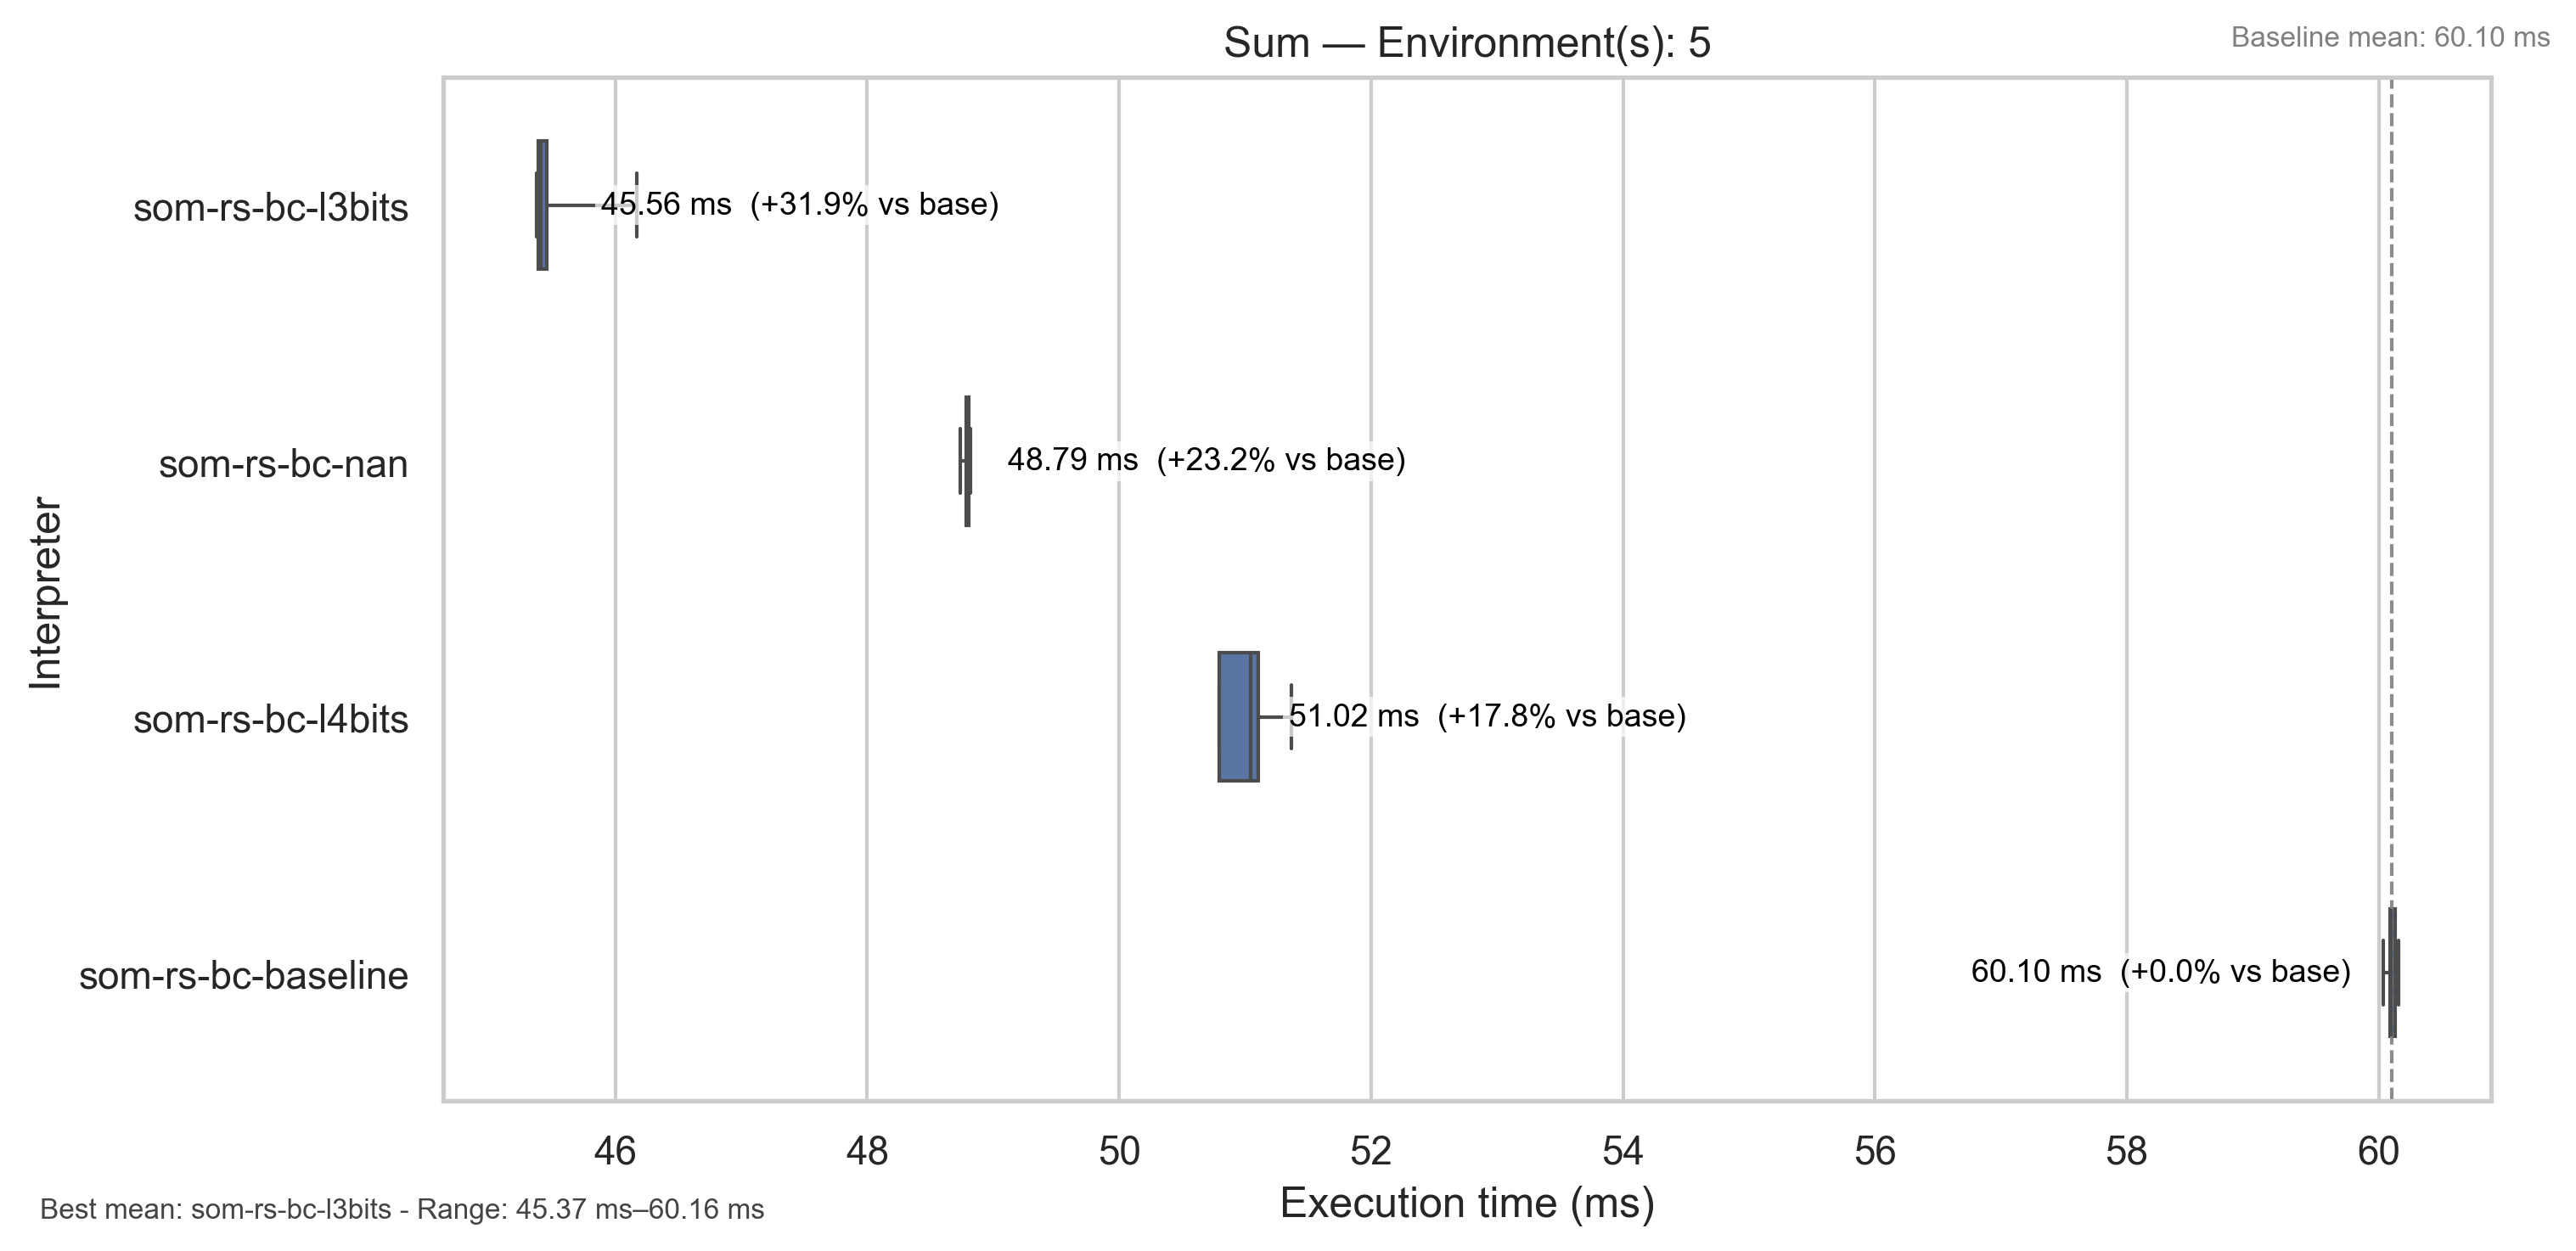 Sum — Environment(s): 5
Baseline mean: 60.10 ms
Interpreter
som-rs-bc-l3bits
45.56 ms (+31.9% vs base)
som-rs-bc-nan
48.79 ms (+23.2% vs base)
som-rs-bc-l4bits
51.02 ms (+17.8% vs base)
som-rs-bc-baseline
60.10 ms (+0.0% vs base)
46 48 50 52 54 56 58 60
Execution time (ms)
Best mean: som-rs-bc-l3bits - Range: 45.37 ms–60.16 ms